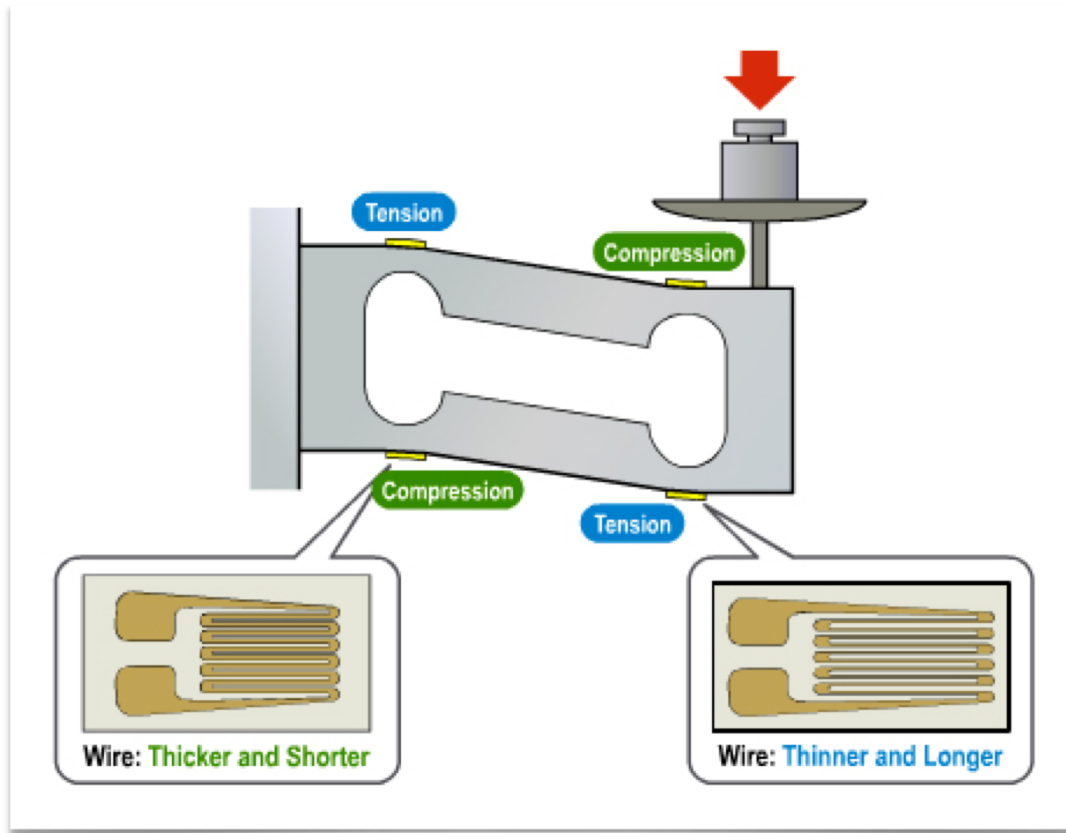 Tension
Compression
Compression
Tension
Wire: Thicker and Shorter
Wire: Thinner and Longer